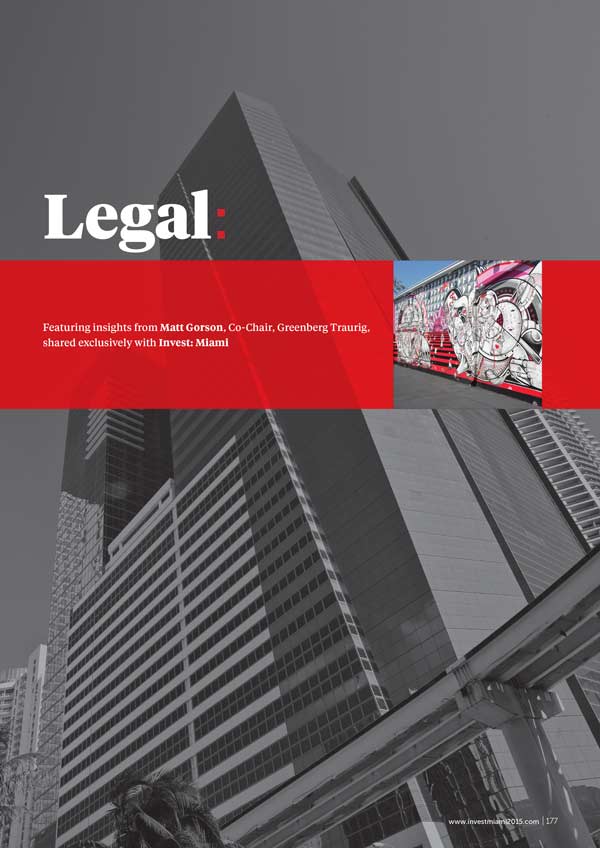 Legal:
Featuring insights from Matt Gorson, Co-Chair, Greenberg Traurig,
shared exclusively with Invest: Miami
www.investmiami2015.com | 177